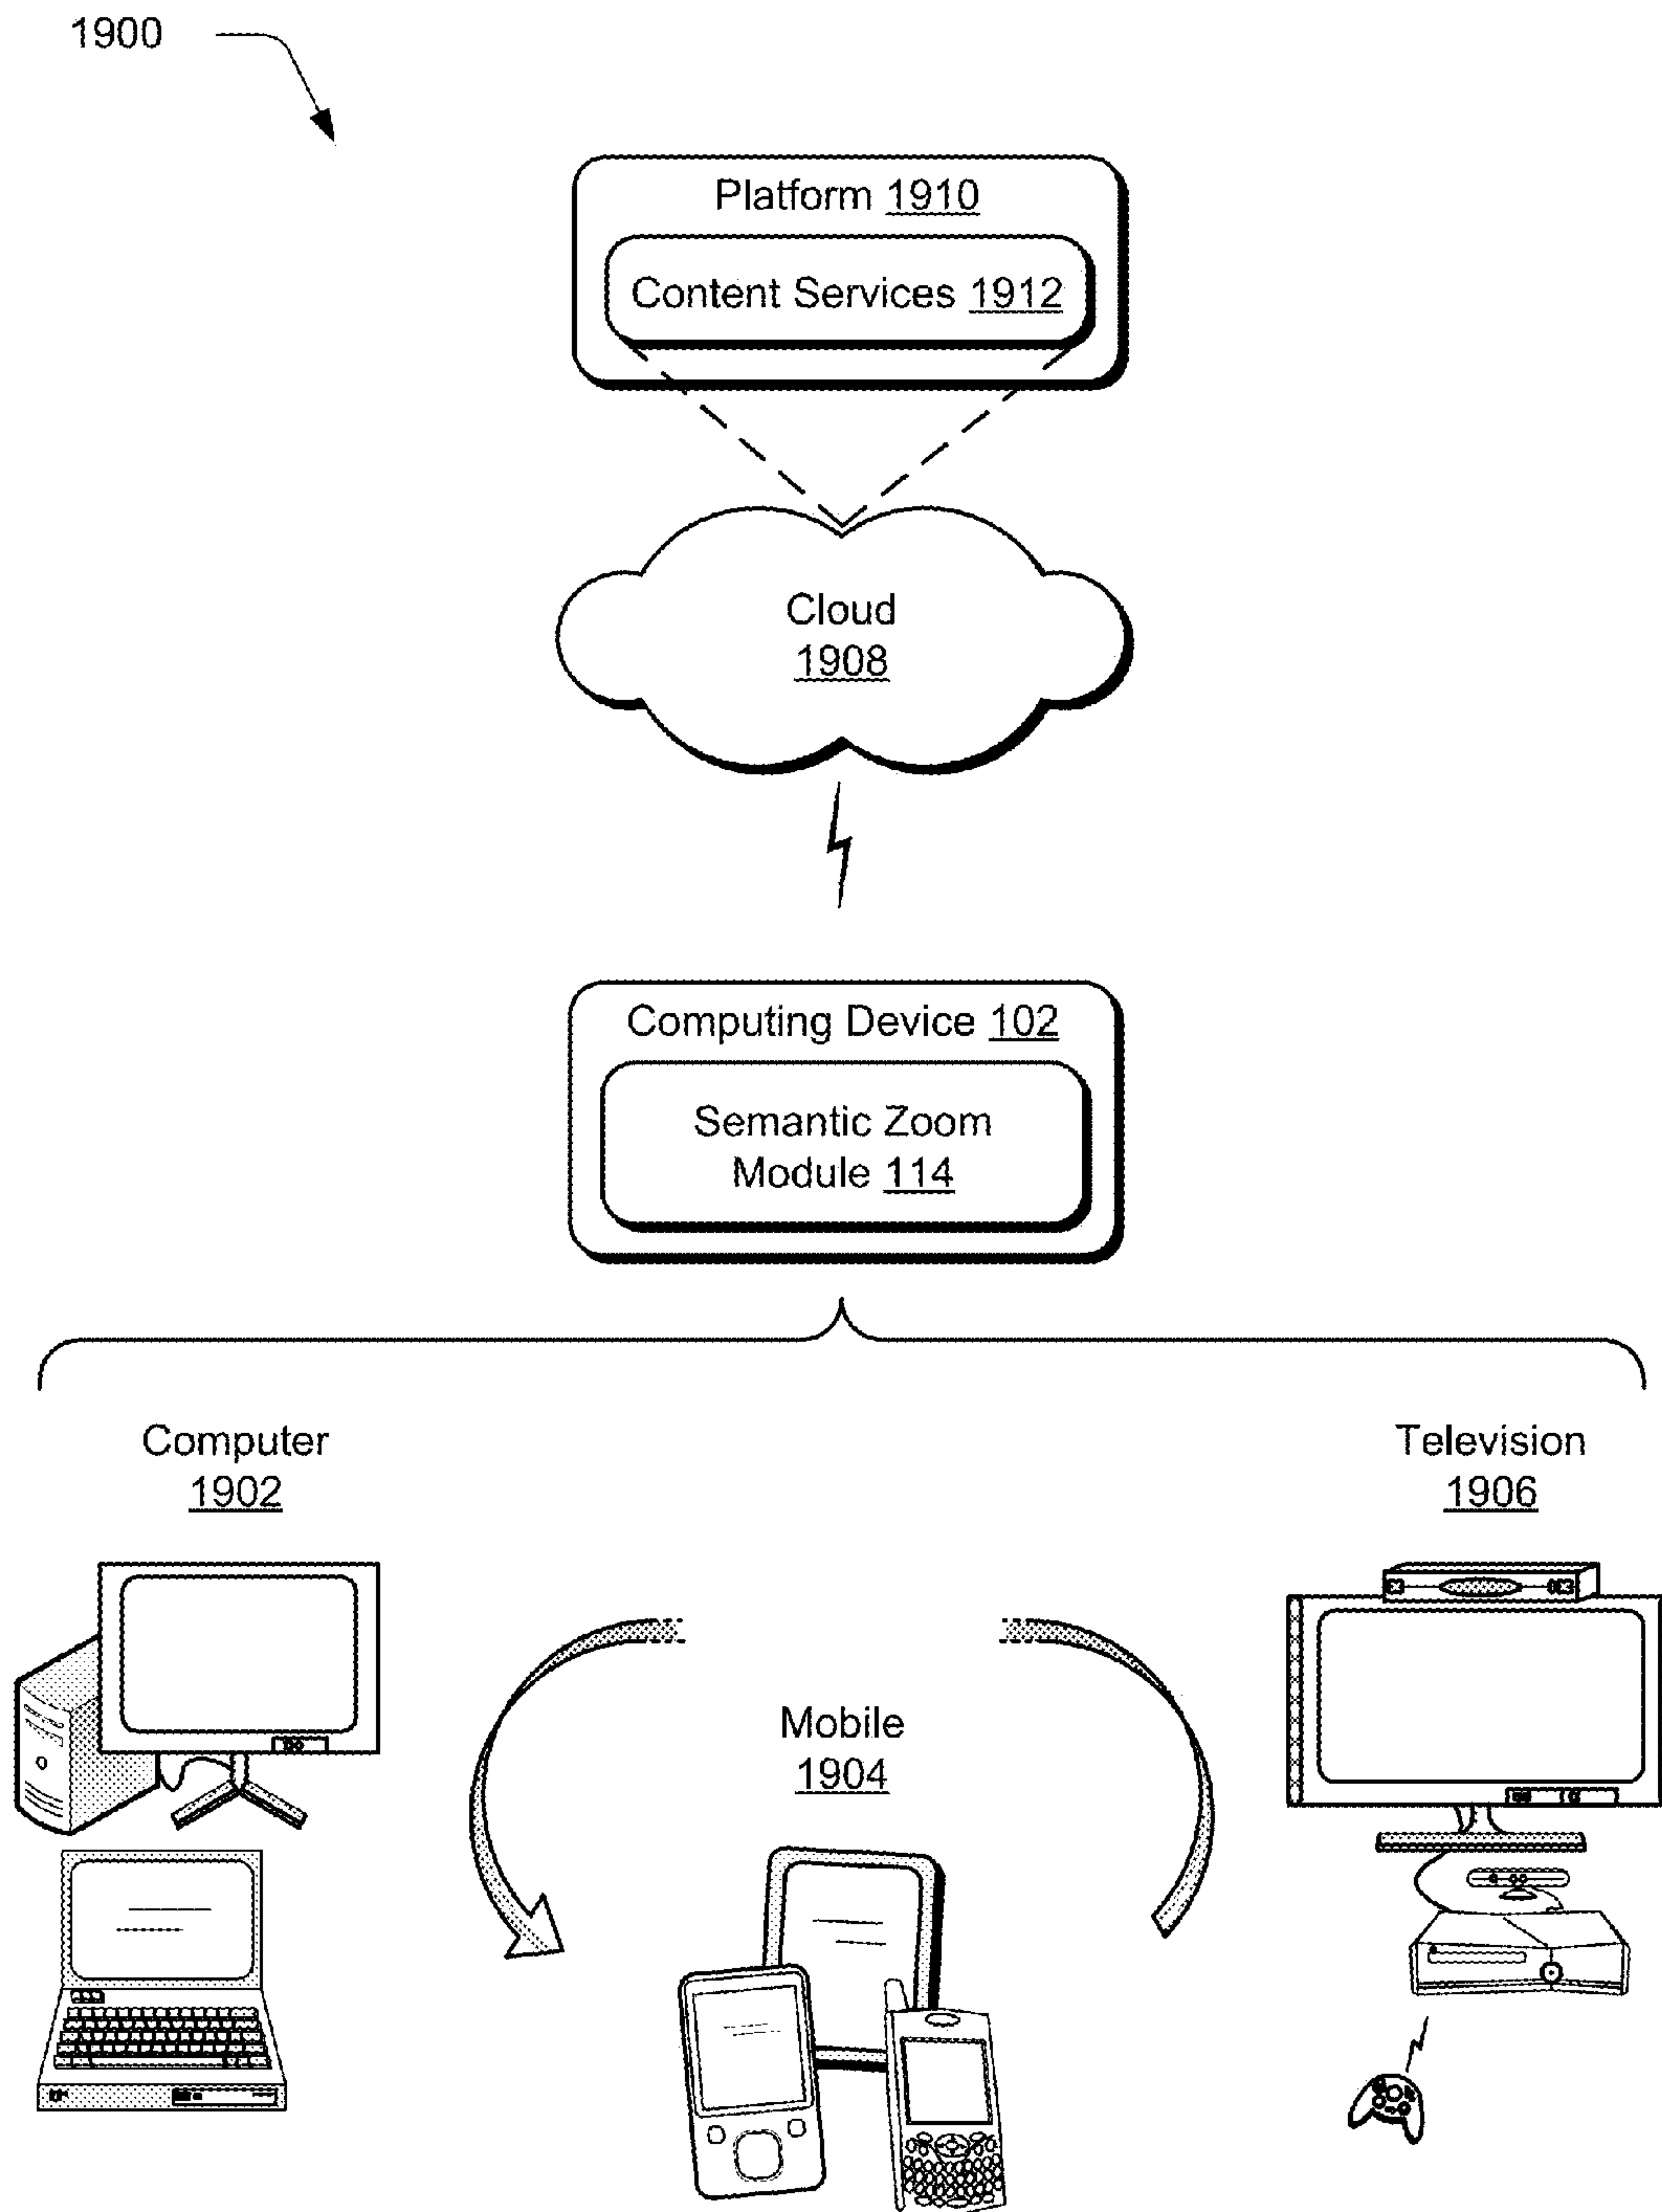 1900
Platform 1910
Content Services 1912
Cloud
1908
Computing Device 102
Semantic Zoom
Module 114
Computer
1902
Television
1906
Mobile
1904